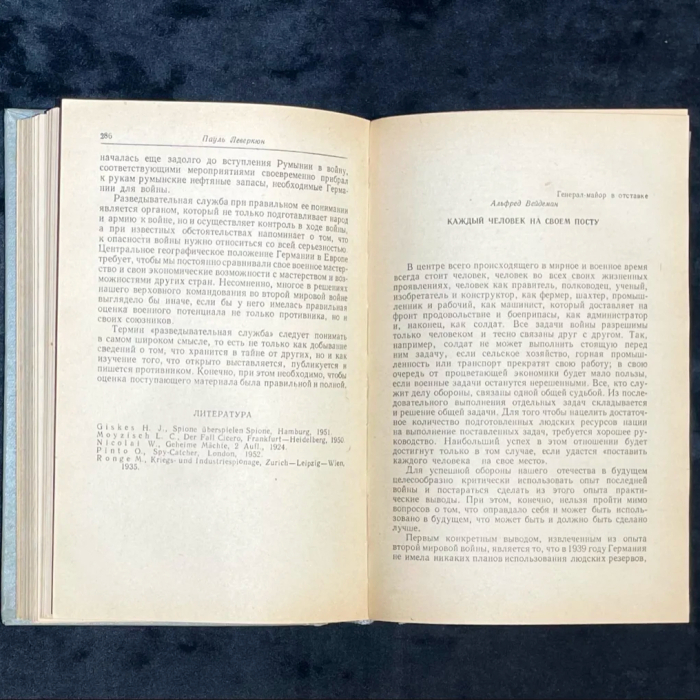 286
Пауль Леверкюн
началась еще задолго до вступления Румынии в войну,
соответствующими мероприятиями своевременно прибрал
к рукам румынские нефтяные запасы, необходимые Герма-
нии для войны.
Разведывательная служба при правильном ее понимании
является органом, который не только подготавливает народ
и армию к войне, но и осуществляет контроль в ходе войны,
а при известных обстоятельствах напоминает о том, что
к опасности войны нужно относиться со всей серьезностью.
Центральное географическое положение Германии в Европе
требует, чтобы мы постоянно сравнивали свое военное мастер-
ство и свои экономические возможности с мастерством и воз-
можностями других стран. Несомненно, многое в решениях
нашего верховного командования во второй мировой войне
выглядело бы иначе, если бы у него имелась правильная
оценка военного потенциала не только противника, но и
своих союзников.
Термин «разведывательная служба» следует понимать
в самом широком смысле, то есть не только как добывание
сведений о том, что хранится в тайне от других, но и как
изучение того, что открыто выставляется, публикуется и
пишется противником. Конечно, при этом необходимо, чтобы
оценка поступающего материала была правильной и полной.
ЛИТЕРАТУРА
Giskes H. J., Spione überspielen Spione, Hamburg, 1951.
Moyzisch L. C., Der Fall Cicero, Frankfurt—Heidelberg, 1950.
Nicolai W., Geheime Mächte, 2 Aufl., 1924.
Pinto O., Spy-Catcher, London, 1952.
Ronge M., Kriegs- und Industriespionage, Zurich—Leipzig—Wien,
1935.
Генерал-майор в отставке
Альфред Вейдеман
КАЖДЫЙ ЧЕЛОВЕК НА СВОЕМ ПОСТУ
В центре всего происходящего в мирное и военное время
всегда стоит человек, человек во всех своих жизненных
проявлениях, человек как правитель, полководец, ученый,
изобретатель и конструктор, как фермер, шахтер, промыш-
ленник и рабочий, как машинист, который доставляет на
фронт продовольствие и боеприпасы, как администратор
и, наконец, как солдат. Все задачи войны разрешимы
только человеком и тесно связаны друг с другом. Так,
например, солдат не может выполнить стоящую перед
ним задачу, если сельское хозяйство, горная промыш-
ленность или транспорт прекратят свою работу; в свою
очередь от процветающей экономики будет мало пользы,
если военные задачи останутся нерешенными. Все, кто слу-
жит делу обороны, связаны одной общей судьбой. Из после-
довательного выполнения отдельных задач складывается
и решение общей задачи. Для того чтобы нацелить достаточ-
ное количество подготовленных людских ресурсов нации
на выполнение поставленных задач, требуется хорошее ру-
ководство. Наибольший успех в этом отношении будет
достигнут только в том случае, если удастся «поставить
каждого человека на свое место».
Для успешной обороны нашего отечества в будущем
целесообразно критически использовать опыт последней
войны и постараться сделать из этого опыта практи-
ческие выводы. При этом, конечно, нельзя пройти мимо
вопросов о том, что оправдало себя и может быть исполь-
зовано в будущем, что может быть и должно быть сделано
лучше.
Первым конкретным выводом, извлеченным из опыта
второй мировой войны, является то, что в 1939 году Германия
не имела никаких планов использования людских резервов,